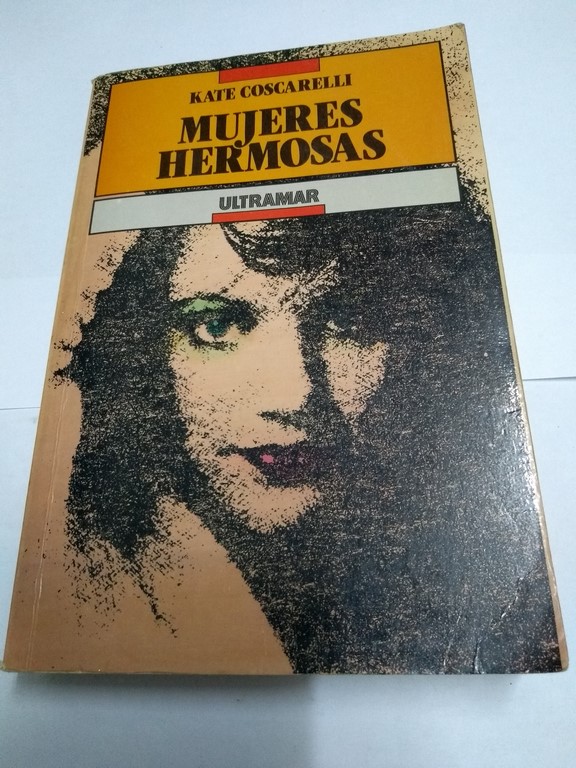 KATE COSCARELLI
MUJERES
HERMOSAS
ULTRAMAR